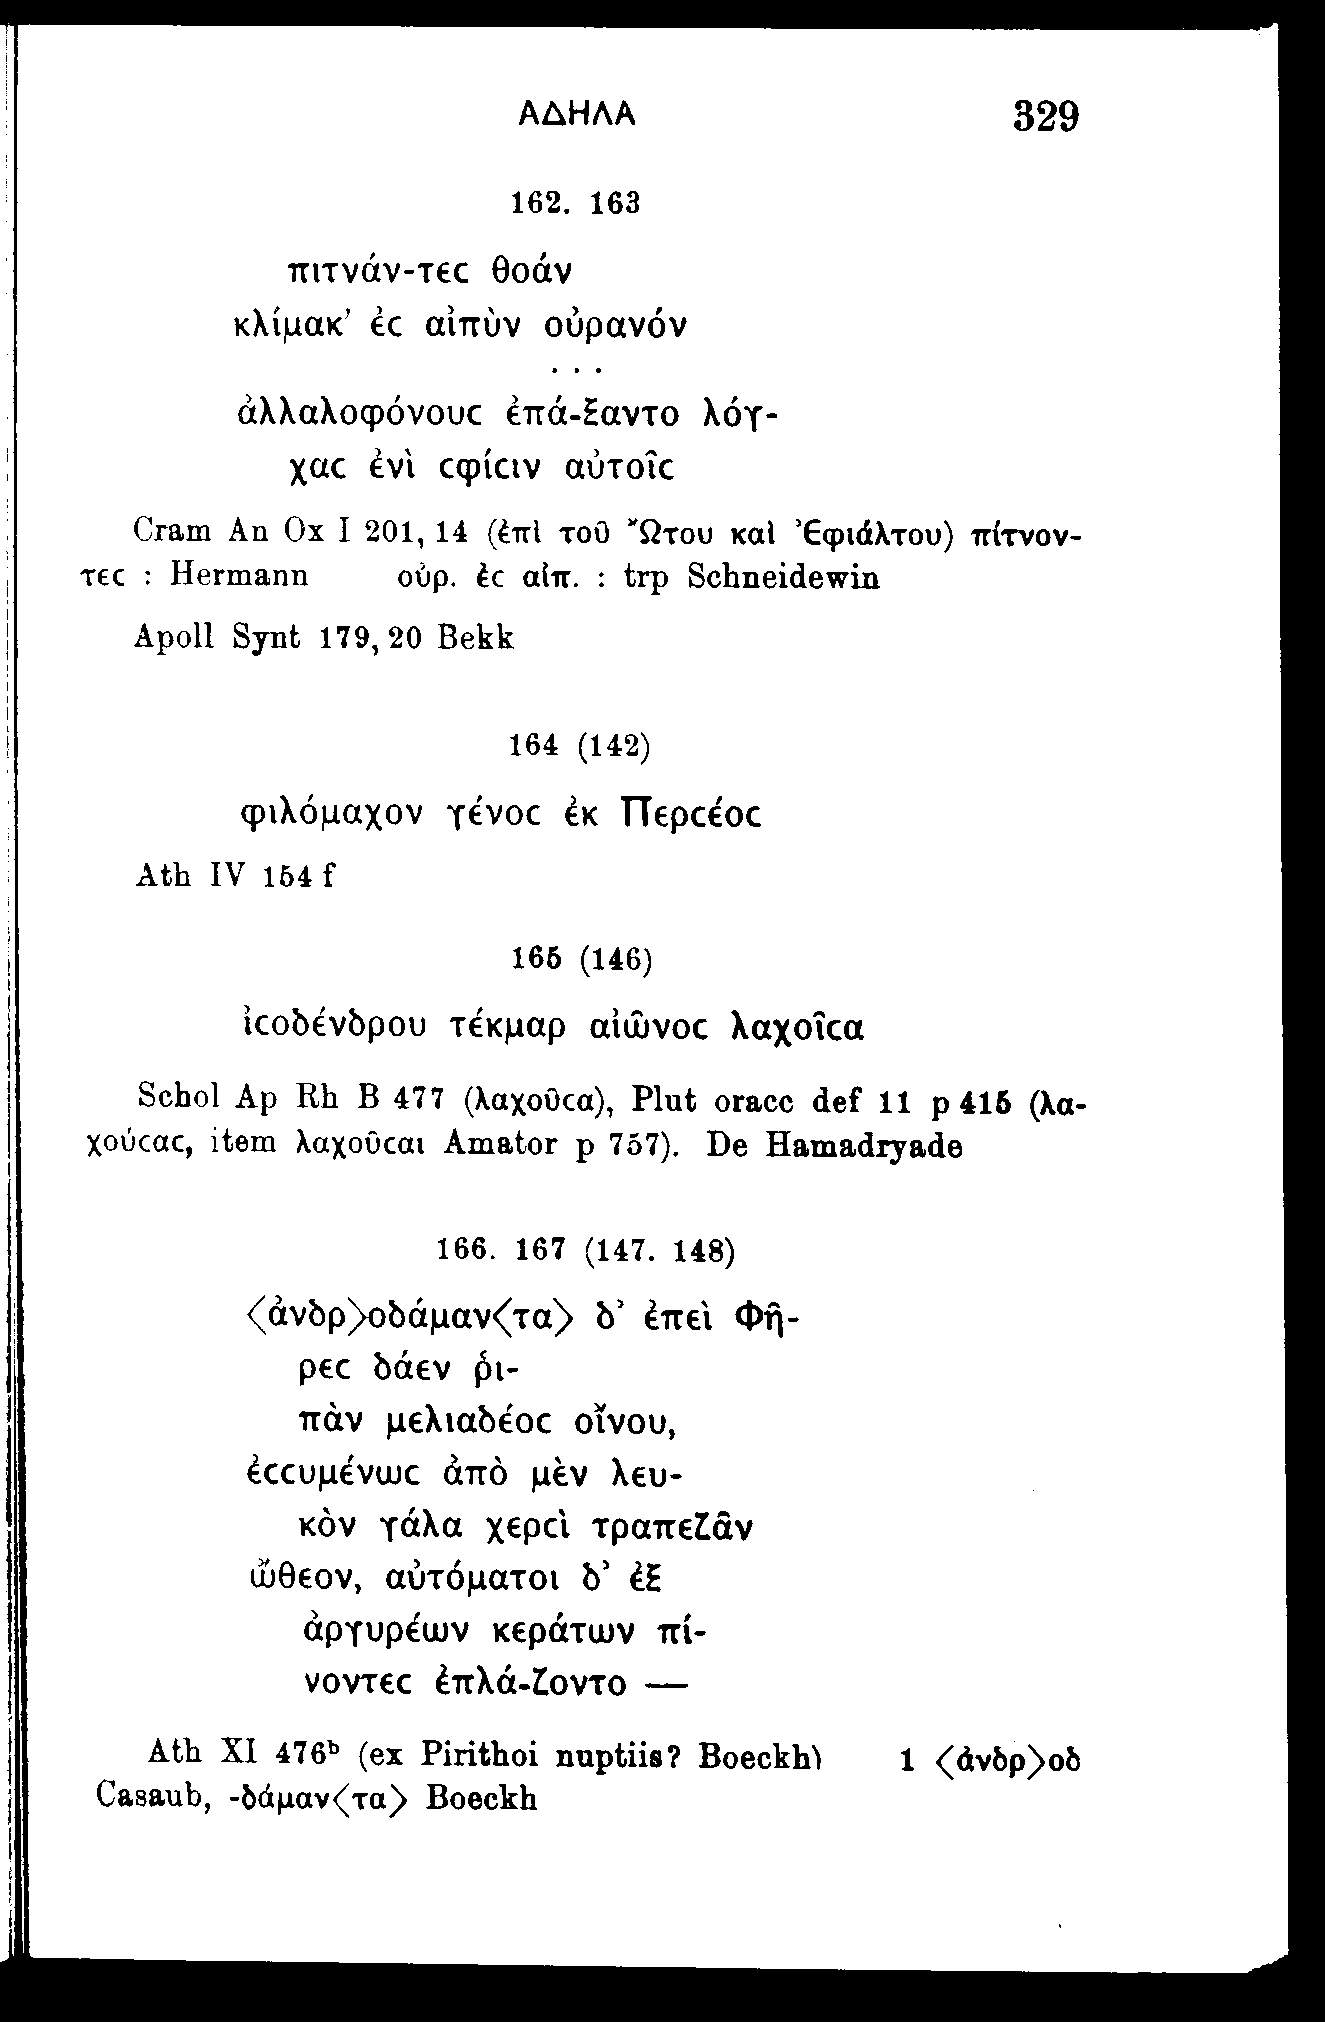 ΑΔΗΛΑ 329
162. 163
πιτνάν-τεϲ θοάν
κλίμακ’ ἐϲ αἰπὺν οὐρανόν
. . .
ἀλλαλοφόνουϲ ἐπά-ξαντο λόγ-
χαϲ ἐνὶ ϲφίϲιν αὐτοῖϲ
Cram An Ox I 201, 14 (ἐπὶ τοῦ Ὤτου καὶ Ἐφιάλτου) πίτνον-
τεϲ : Hermann οὐρ. ἐϲ αἰπ. : trp Schneidewin
Apoll Synt 179, 20 Bekk
164 (142)
φιλόμαχον γένοϲ ἐκ Περϲέοϲ
Ath IV 154 f
165 (146)
ἰϲοδένδρου τέκμαρ αἰῶνοϲ λαχοῖϲα
Schol Ap Rh B 477 (λαχοῦϲα), Plut oracc def 11 p 415 (λα-
χούϲαϲ, item λαχοῦϲαι Amator p 757). De Hamadryade
166. 167 (147. 148)
⟨ἀνδρ⟩οδάμαν⟨τα⟩ δ’ ἐπεὶ Φῆ-
ρεϲ δάεν ῥι-
πὰν μελιαδέοϲ οἴνου,
ἐϲϲυμένωϲ ἀπὸ μὲν λευ-
κὸν γάλα χερϲὶ τραπεζᾶν
ὤθεον, αὐτόματοι δ’ ἐξ
ἀργυρέων κεράτων πί-
νοντεϲ ἐπλά-ζοντο —
Ath XI 476ᵇ (ex Pirithoi nuptiis? Boeckh) 1 ⟨ἀνδρ⟩οδ
Casaub, -δάμαν⟨τα⟩ Boeckh